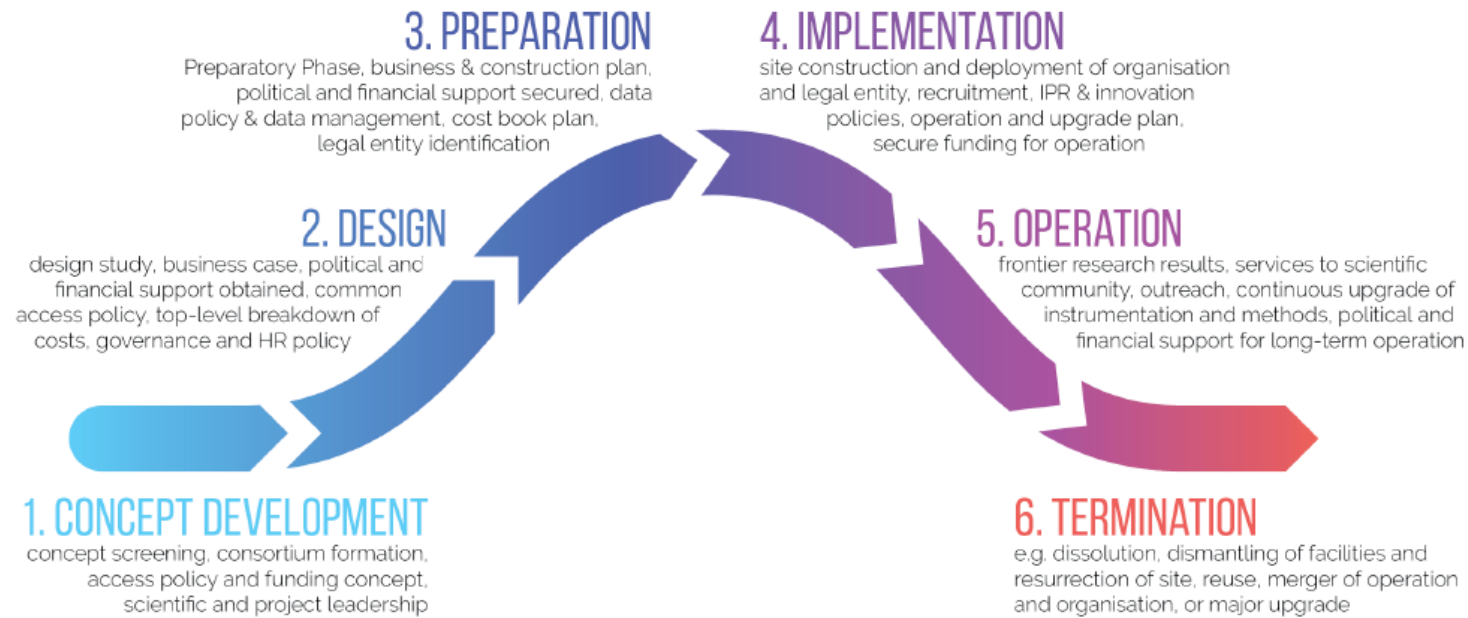 3. PREPARATION
Preparatory Phase, business & construction plan,
political and financial support secured, data
policy & data management, cost book plan,
legal entity identification
4. IMPLEMENTATION
site construction and deployment of organisation
and legal entity, recruitment, IPR & innovation
policies, operation and upgrade plan,
secure funding for operation
2. DESIGN
design study, business case, political and
financial support obtained, common
access policy, top-level breakdown of
costs, governance and HR policy
5. OPERATION
frontier research results, services to scientific
community, outreach, continuous upgrade of
instrumentation and methods, political and
financial support for long-term operation
1. CONCEPT DEVELOPMENT
concept screening, consortium formation,
access policy and funding concept,
scientific and project leadership
6. TERMINATION
e.g. dissolution, dismantling of facilities and
resurrection of site, reuse, merger of operation
and organisation, or major upgrade